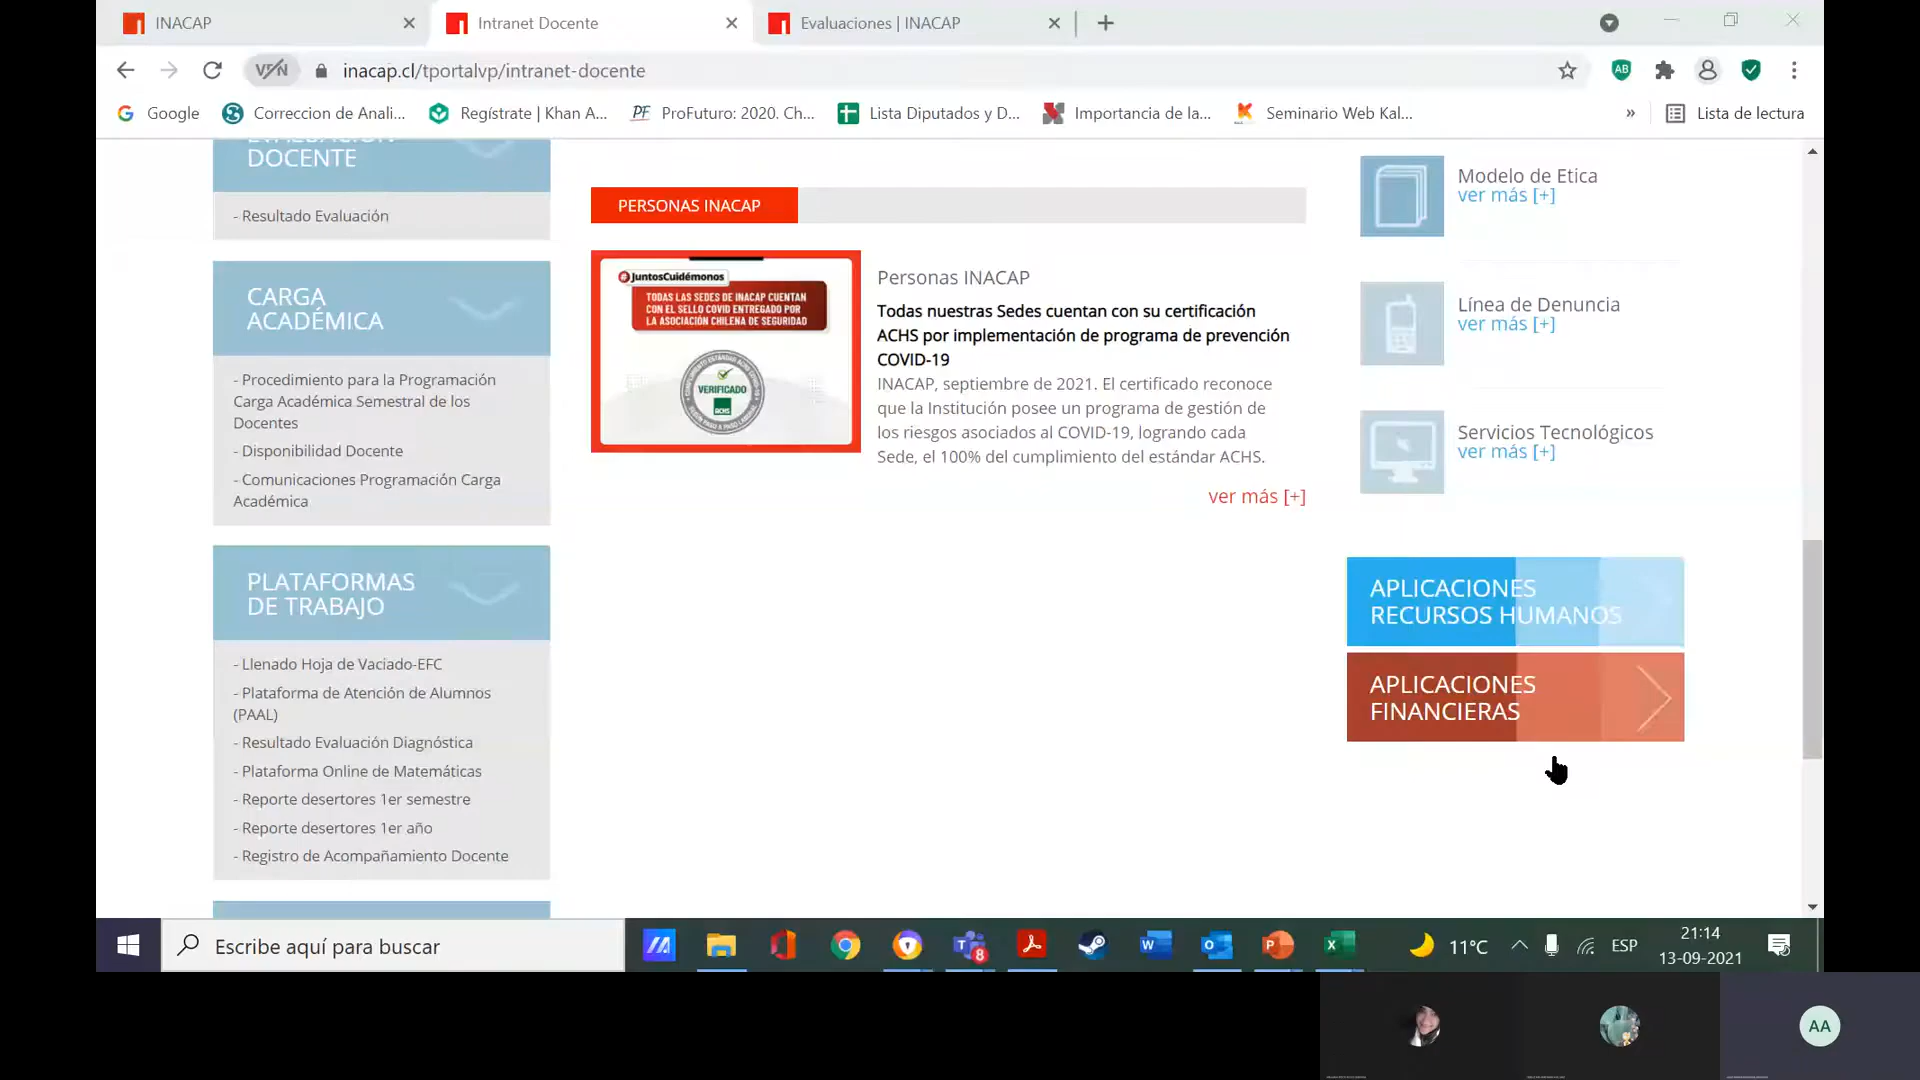 INACAP
Intranet Docente
Evaluaciones | INACAP
VPN
inacap.cl/tportalvp/intranet-docente
AB
Google
Correccion de Anali...
Regístrate | Khan A...
PF ProFuturo: 2020. Ch...
Lista Diputados y D...
Importancia de la...
Seminario Web Kal...
»
Lista de lectura
EVALUACIÓN
DOCENTE
- Resultado Evaluación
CARGA
ACADÉMICA
- Procedimiento para la Programación
Carga Académica Semestral de los
Docentes
- Disponibilidad Docente
- Comunicaciones Programación Carga
Académica
PLATAFORMAS
DE TRABAJO
- Llenado Hoja de Vaciado-EFC
- Plataforma de Atención de Alumnos
(PAAL)
- Resultado Evaluación Diagnóstica
- Plataforma Online de Matemáticas
- Reporte desertores 1er semestre
- Reporte desertores 1er año
- Registro de Acompañamiento Docente
PERSONAS INACAP
#JuntosCuidémonos
TODAS LAS SEDES DE INACAP CUENTAN
CON EL SELLO COVID ENTREGADO POR
LA ASOCIACIÓN CHILENA DE SEGURIDAD
VERIFICADO
ACHS
Personas INACAP
Todas nuestras Sedes cuentan con su certificación
ACHS por implementación de programa de prevención
COVID-19
INACAP, septiembre de 2021. El certificado reconoce
que la Institución posee un programa de gestión de
los riesgos asociados al COVID-19, logrando cada
Sede, el 100% del cumplimiento del estándar ACHS.
ver más [+]
Modelo de Etica
ver más [+]
Línea de Denuncia
ver más [+]
Servicios Tecnológicos
ver más [+]
APLICACIONES
RECURSOS HUMANOS
APLICACIONES
FINANCIERAS
Escribe aquí para buscar
8
11°C
ESP
21:14
13-09-2021
AA